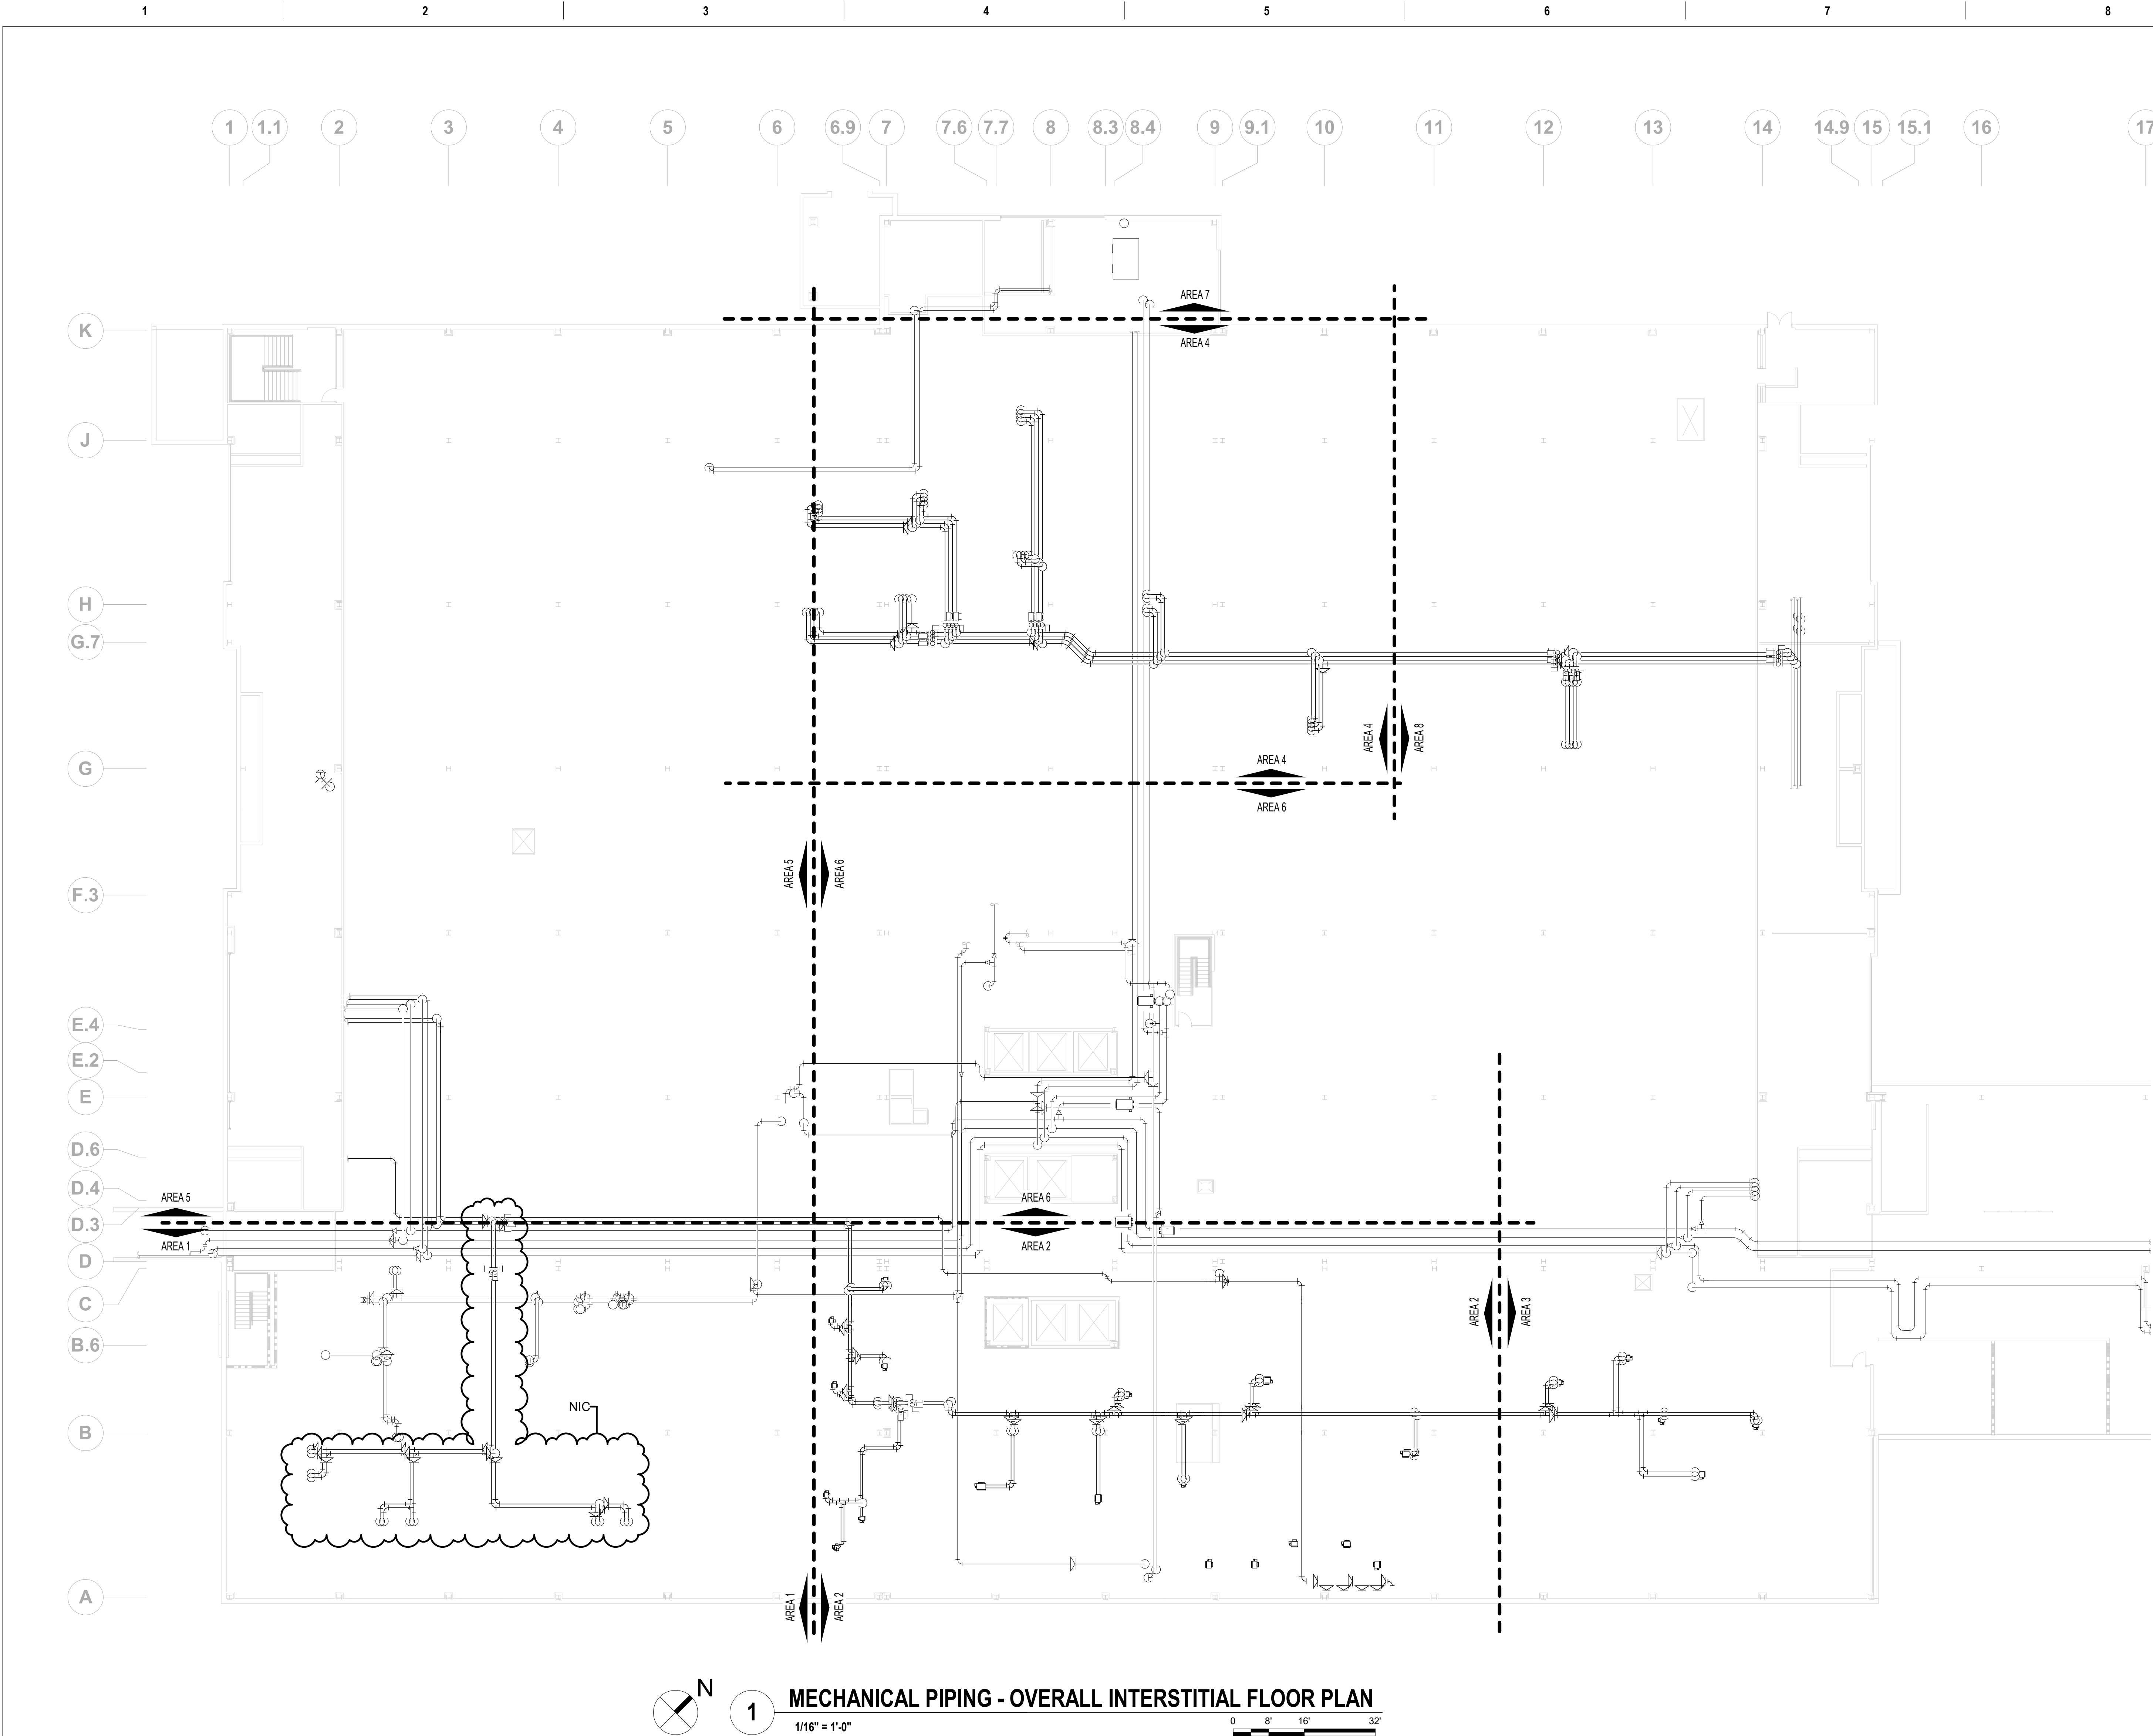 1 2 3 4 5 6 7 8
1 1.1 2 3 4 5 6 6.9 7 7.6 7.7 8 8.3 8.4 9 9.1 10 11 12 13 14 14.9 15 15.1 16 17
AREA 7
K
AREA 4
J
H
G.7
AREA 4 AREA 8
AREA 4
G
AREA 6
AREA 5 AREA 6
F.3
E.4
E.2
E
D.6
D.4
AREA 5 AREA 6
D.3
AREA 1 AREA 2
D
C
AREA 2 AREA 3
B.6
NIC
B
A
AREA 1 AREA 2
N
1 MECHANICAL PIPING - OVERALL INTERSTITIAL FLOOR PLAN
1/16" = 1'-0"
0 8' 16' 32'